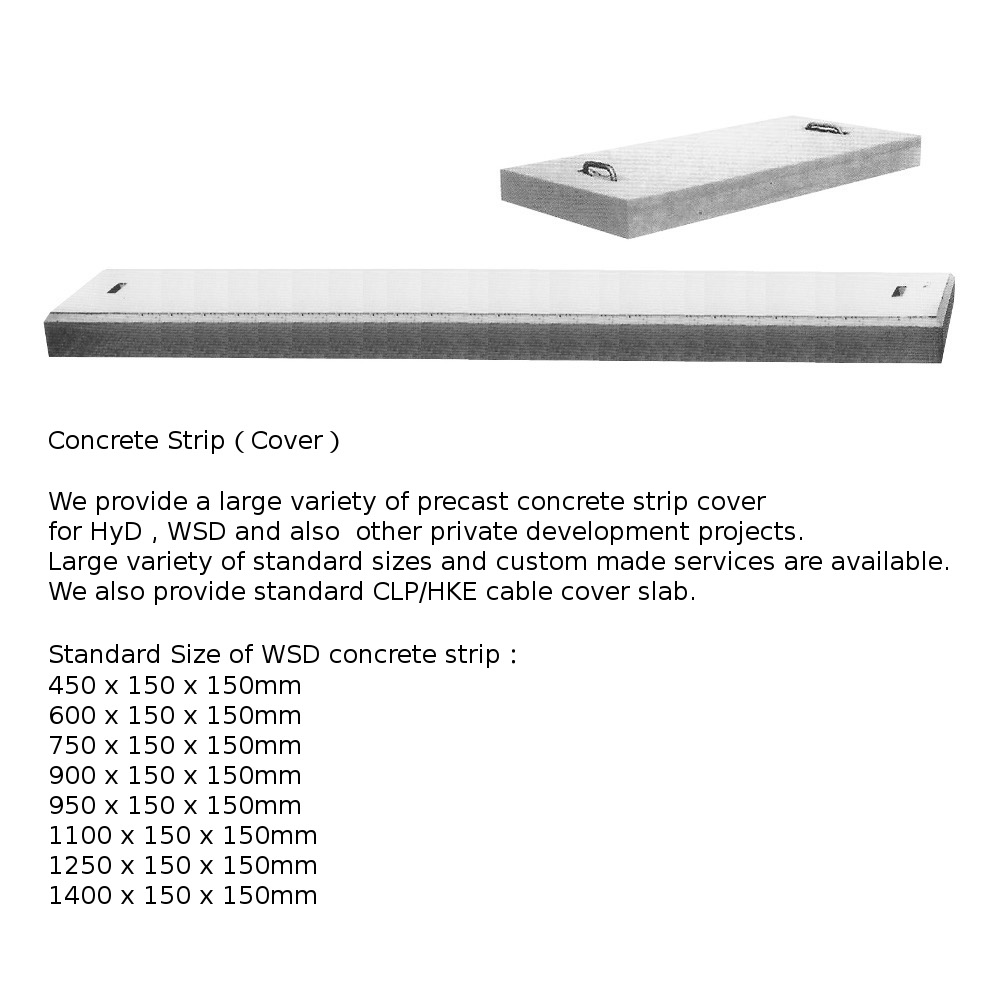 Concrete Strip ( Cover )
We provide a large variety of precast concrete strip cover
for HyD , WSD and also  other private development projects.
Large variety of standard sizes and custom made services are available.
We also provide standard CLP/HKE cable cover slab.
Standard Size of WSD concrete strip :
450 x 150 x 150mm
600 x 150 x 150mm
750 x 150 x 150mm
900 x 150 x 150mm
950 x 150 x 150mm
1100 x 150 x 150mm
1250 x 150 x 150mm
1400 x 150 x 150mm